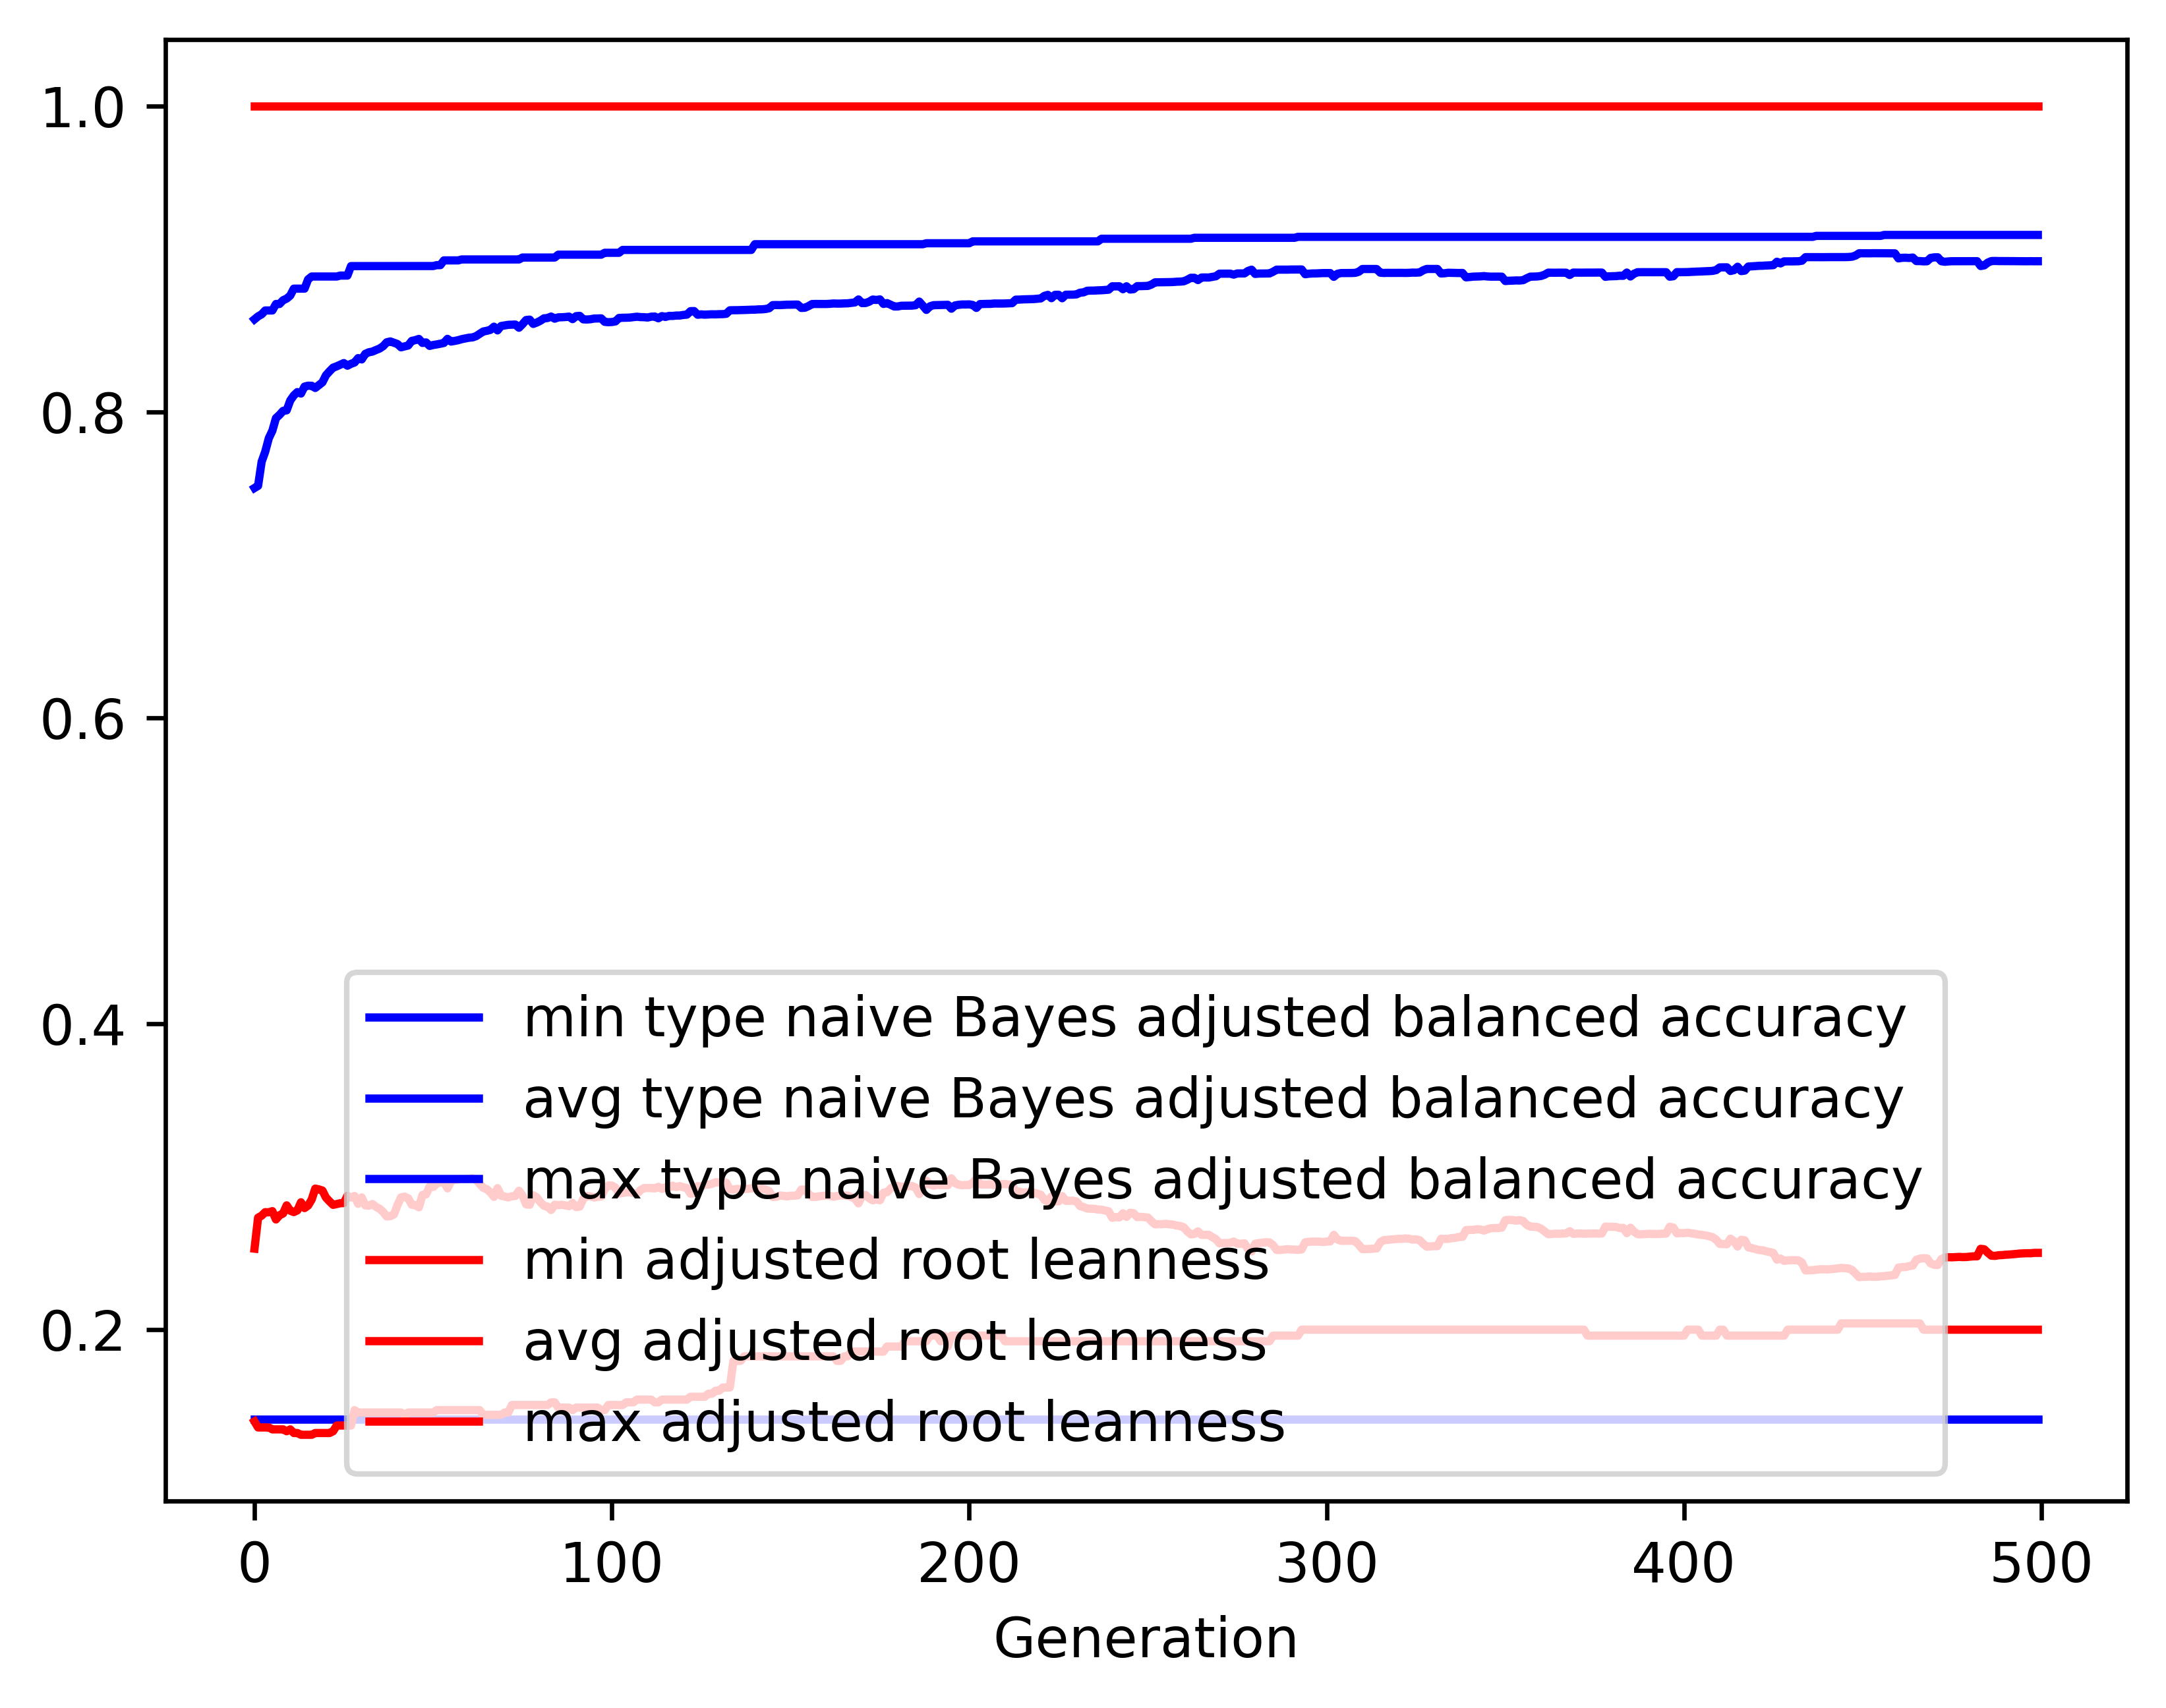 1.0
0.8
0.6
0.4
0.2
min type naive Bayes adjusted balanced accuracy
avg type naive Bayes adjusted balanced accuracy
max type naive Bayes adjusted balanced accuracy
min adjusted root leanness
avg adjusted root leanness
max adjusted root leanness
0 100 200 300 400 500
Generation